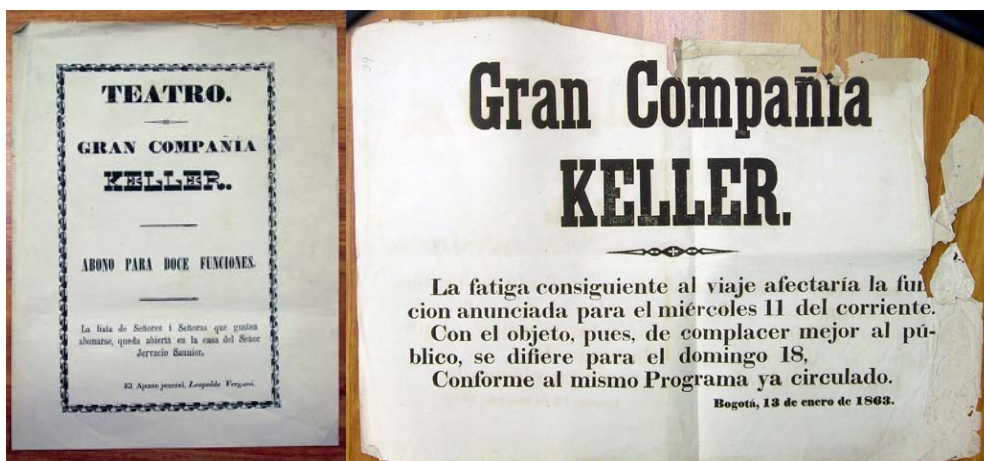 TEATRO.
GRAN COMPAÑIA
KELLER.
ABONO PARA DOCE FUNCIONES.
La lista de Señores i Señoras que gusten
abonarse, queda abierta en la casa del Señor
Jervacio Saunier.
El Ajente jeneral, Leopoldo Vergani.
Gran Compañía
KELLER.
La fatiga consiguiente al viaje afectaría la fun
cion anunciada para el miércoles 11 del corriente.
Con el objeto, pues, de complacer mejor al pú-
blico, se difiere para el domingo 18,
Conforme al mismo Programa ya circulado.
Bogotá, 13 de enero de 1863.